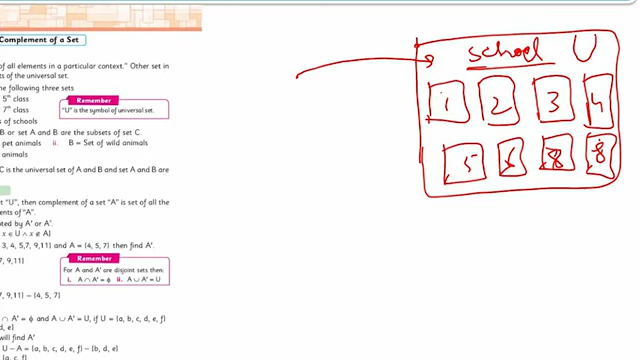 Complement of a Set
of all elements in a particular context." Other set in
ts of the universal set.
he following three sets
5th class
7th class
s of schools
Remember
"U" is the symbol of universal set.
B or set A and B are the subsets of set C.
pet animals ii. B = Set of wild animals
animals
C is the universal set of A and B and set A and B are
t "U", then complement of a set "A" is set of all the
ents of "A".
oted by A′ or Aᶜ.
x ∈ U ∧ x ∉ A}
3, 4, 5,7, 9,11} and A = {4, 5, 7} then find A′.
7, 9,11}
Remember
For A and A′ are disjoint sets then:
i. A ∩ A′ = ϕ ii. A ∪ A′ = U
7, 9,11} – {4, 5, 7}
∩ A′ = ϕ and A ∪ A′ = U, if U = {a, b, c, d, e, f}
d, e}
will find A′
U – A = {a, b, c, d, e, f} – {b, d, e}
{a, c, f}
school U
1 2 3 4
5 6 8